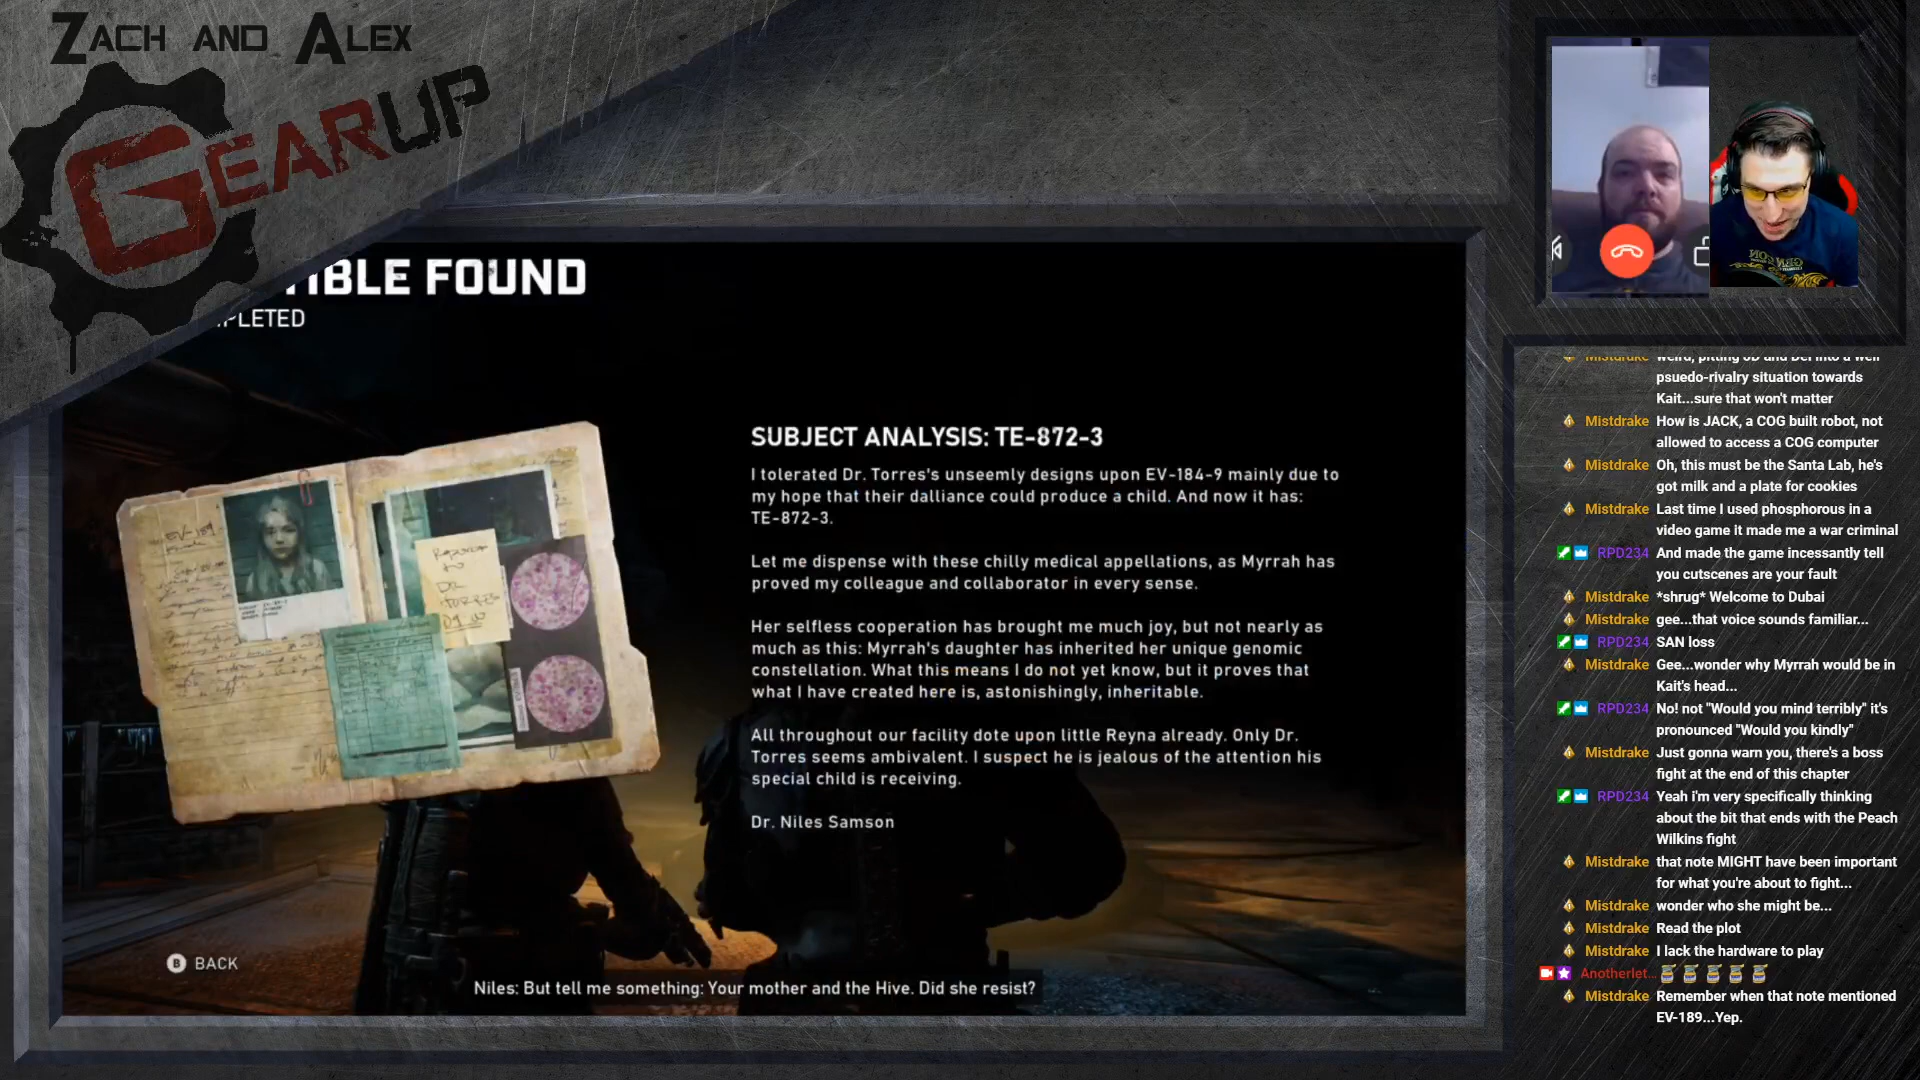 ZACH AND ALEX
GEARUP
IBLE FOUND
PLETED
SUBJECT ANALYSIS: TE-872-3
I tolerated Dr. Torres's unseemly designs upon EV-184-9 mainly due to
my hope that their dalliance could produce a child. And now it has:
TE-872-3.
Let me dispense with these chilly medical appellations, as Myrrah has
proved my colleague and collaborator in every sense.
Her selfless cooperation has brought me much joy, but not nearly as
much as this: Myrrah's daughter has inherited her unique genomic
constellation. What this means I do not yet know, but it proves that
what I have created here is, astonishingly, inheritable.
All throughout our facility dote upon little Reyna already. Only Dr.
Torres seems ambivalent. I suspect he is jealous of the attention his
special child is receiving.
Dr. Niles Samson
DR.
TORRES
B BACK
Niles: But tell me something: Your mother and the Hive. Did she resist?
Mistdrake weird, pitting JD and Del into a weir
psuedo-rivalry situation towards
Kait...sure that won't matter
Mistdrake How is JACK, a COG built robot, not
allowed to access a COG computer
Mistdrake Oh, this must be the Santa Lab, he's
got milk and a plate for cookies
Mistdrake Last time I used phosphorous in a
video game it made me a war criminal
RPD234 And made the game incessantly tell
you cutscenes are your fault
Mistdrake *shrug* Welcome to Dubai
Mistdrake gee...that voice sounds familiar...
RPD234 SAN loss
Mistdrake Gee...wonder why Myrrah would be in
Kait's head...
RPD234 No! not "Would you mind terribly" it's
pronounced "Would you kindly"
Mistdrake Just gonna warn you, there's a boss
fight at the end of this chapter
RPD234 Yeah i'm very specifically thinking
about the bit that ends with the Peach
Wilkins fight
Mistdrake that note MIGHT have been important
for what you're about to fight...
Mistdrake wonder who she might be...
Mistdrake Read the plot
Mistdrake I lack the hardware to play
Anotherlet...
Mistdrake Remember when that note mentioned
EV-189...Yep.